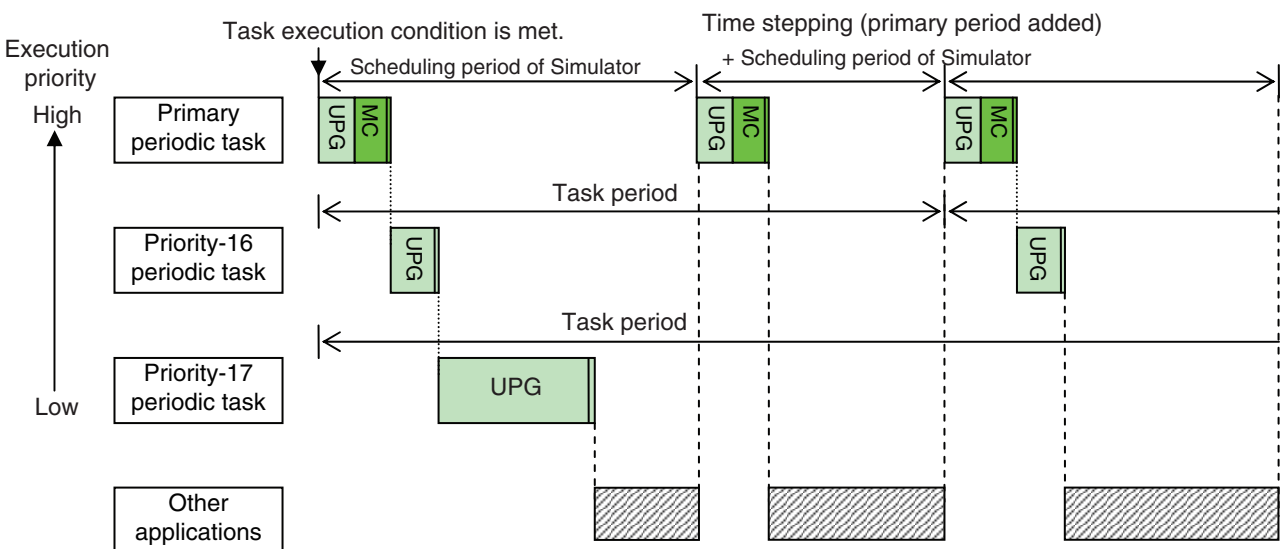 Task execution condition is met.
Time stepping (primary period added)
Execution
priority
High
Scheduling period of Simulator
+ Scheduling period of Simulator
Primary
periodic task
UPG
MC
UPG
MC
UPG
MC
Task period
Priority-16
periodic task
UPG
UPG
Task period
Priority-17
periodic task
UPG
Low
Other
applications